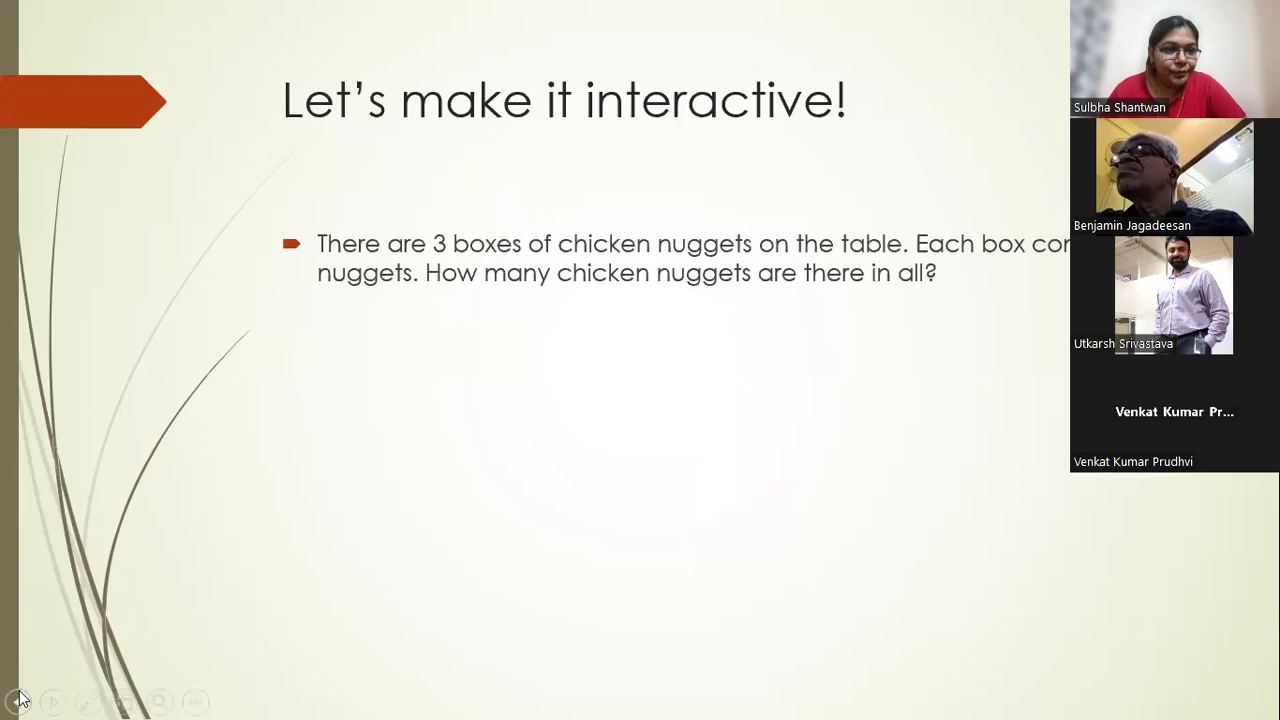 Let's make it interactive!
There are 3 boxes of chicken nuggets on the table. Each box
nuggets. How many chicken nuggets are there in all?
Sulbha Shantwan
Benjamin Jagadeesan
Utkarsh Srivastava
Venkat Kumar Pr...
Venkat Kumar Prudhvi